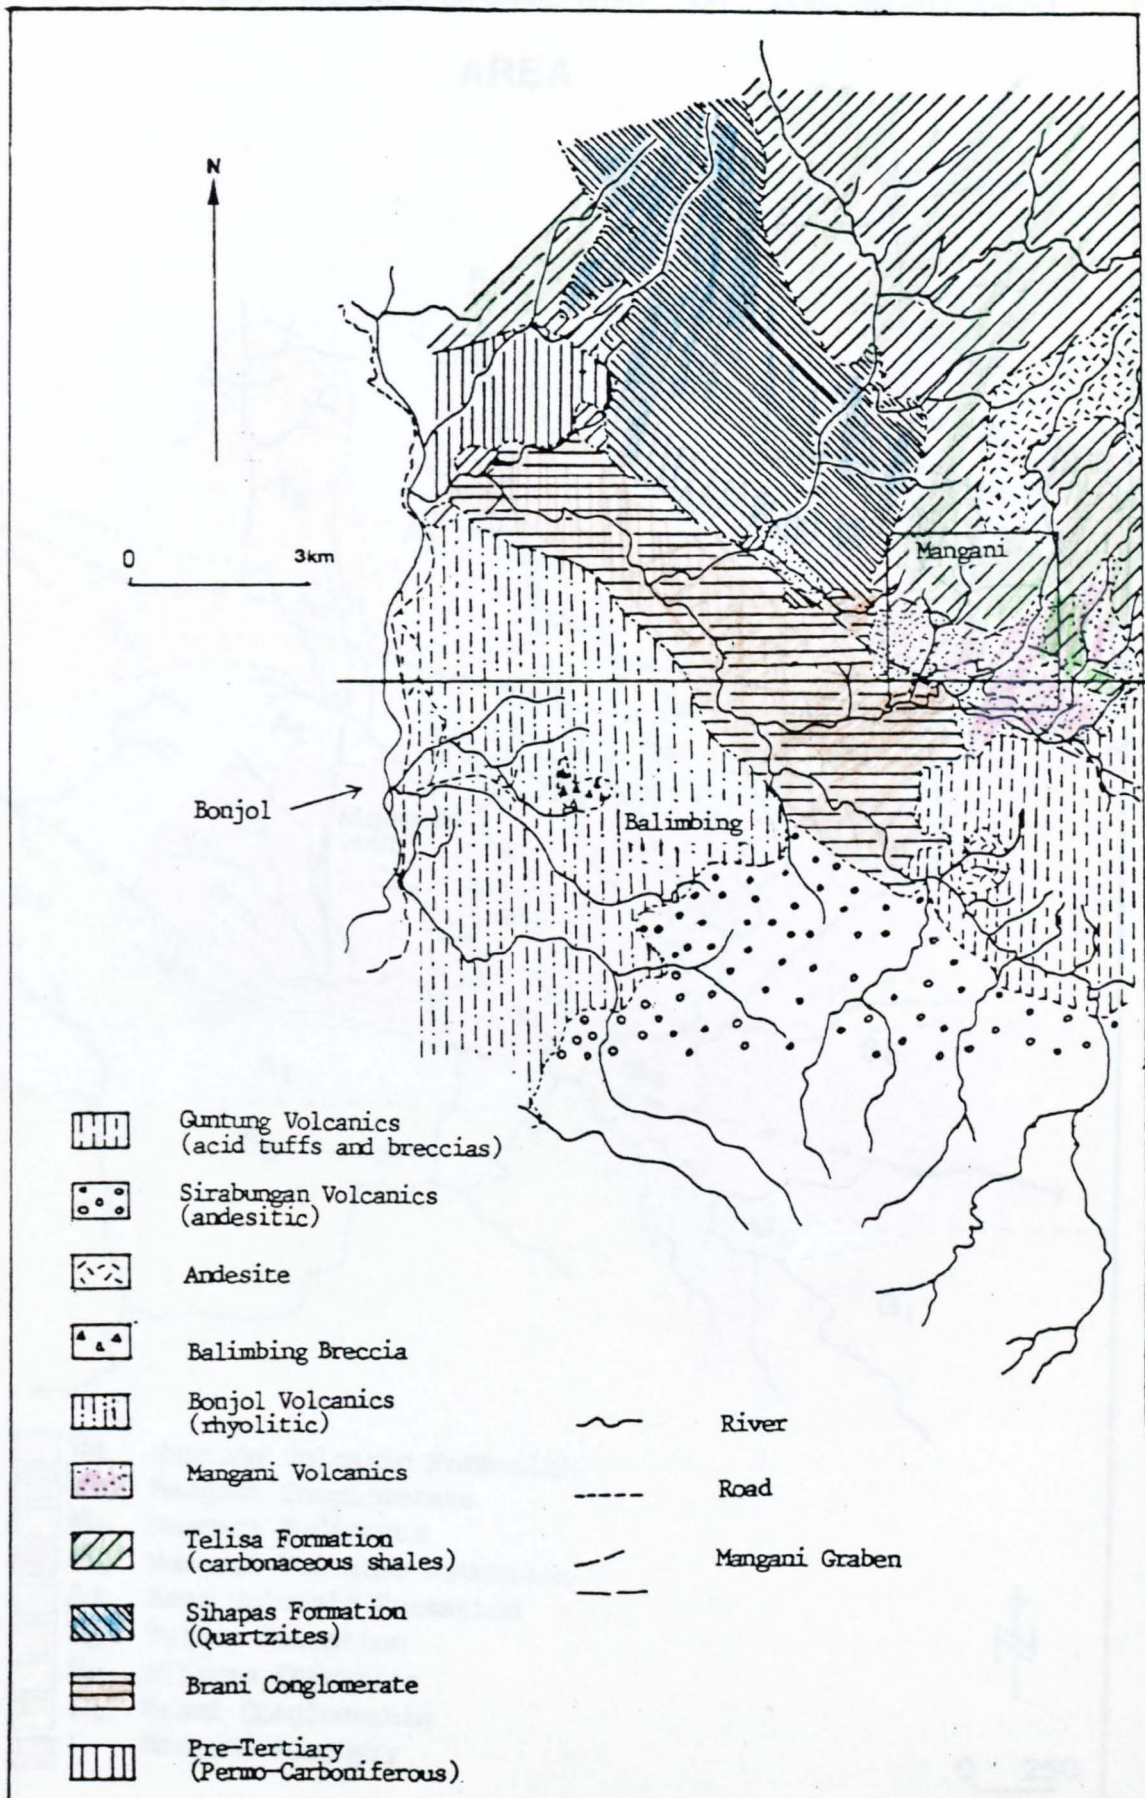 AREA
N
0 3km
Mangani
Bonjol
Balimbing
Guntung Volcanics
(acid tuffs and breccias)
Sirabungan Volcanics
(andesitic)
Andesite
Balimbing Breccia
Bonjol Volcanics
(rhyolitic)
Mangani Volcanics
Telisa Formation
(carbonaceous shales)
Sihapas Formation
(Quartzites)
Brani Conglomerate
Pre-Tertiary
(Permo-Carboniferous)
River
Road
Mangani Graben
0 250